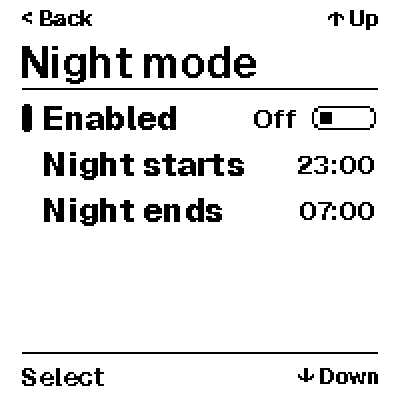 < Back ↑ Up
Night mode
Enabled Off
Night starts 23:00
Night ends 07:00
Select ↓ Down